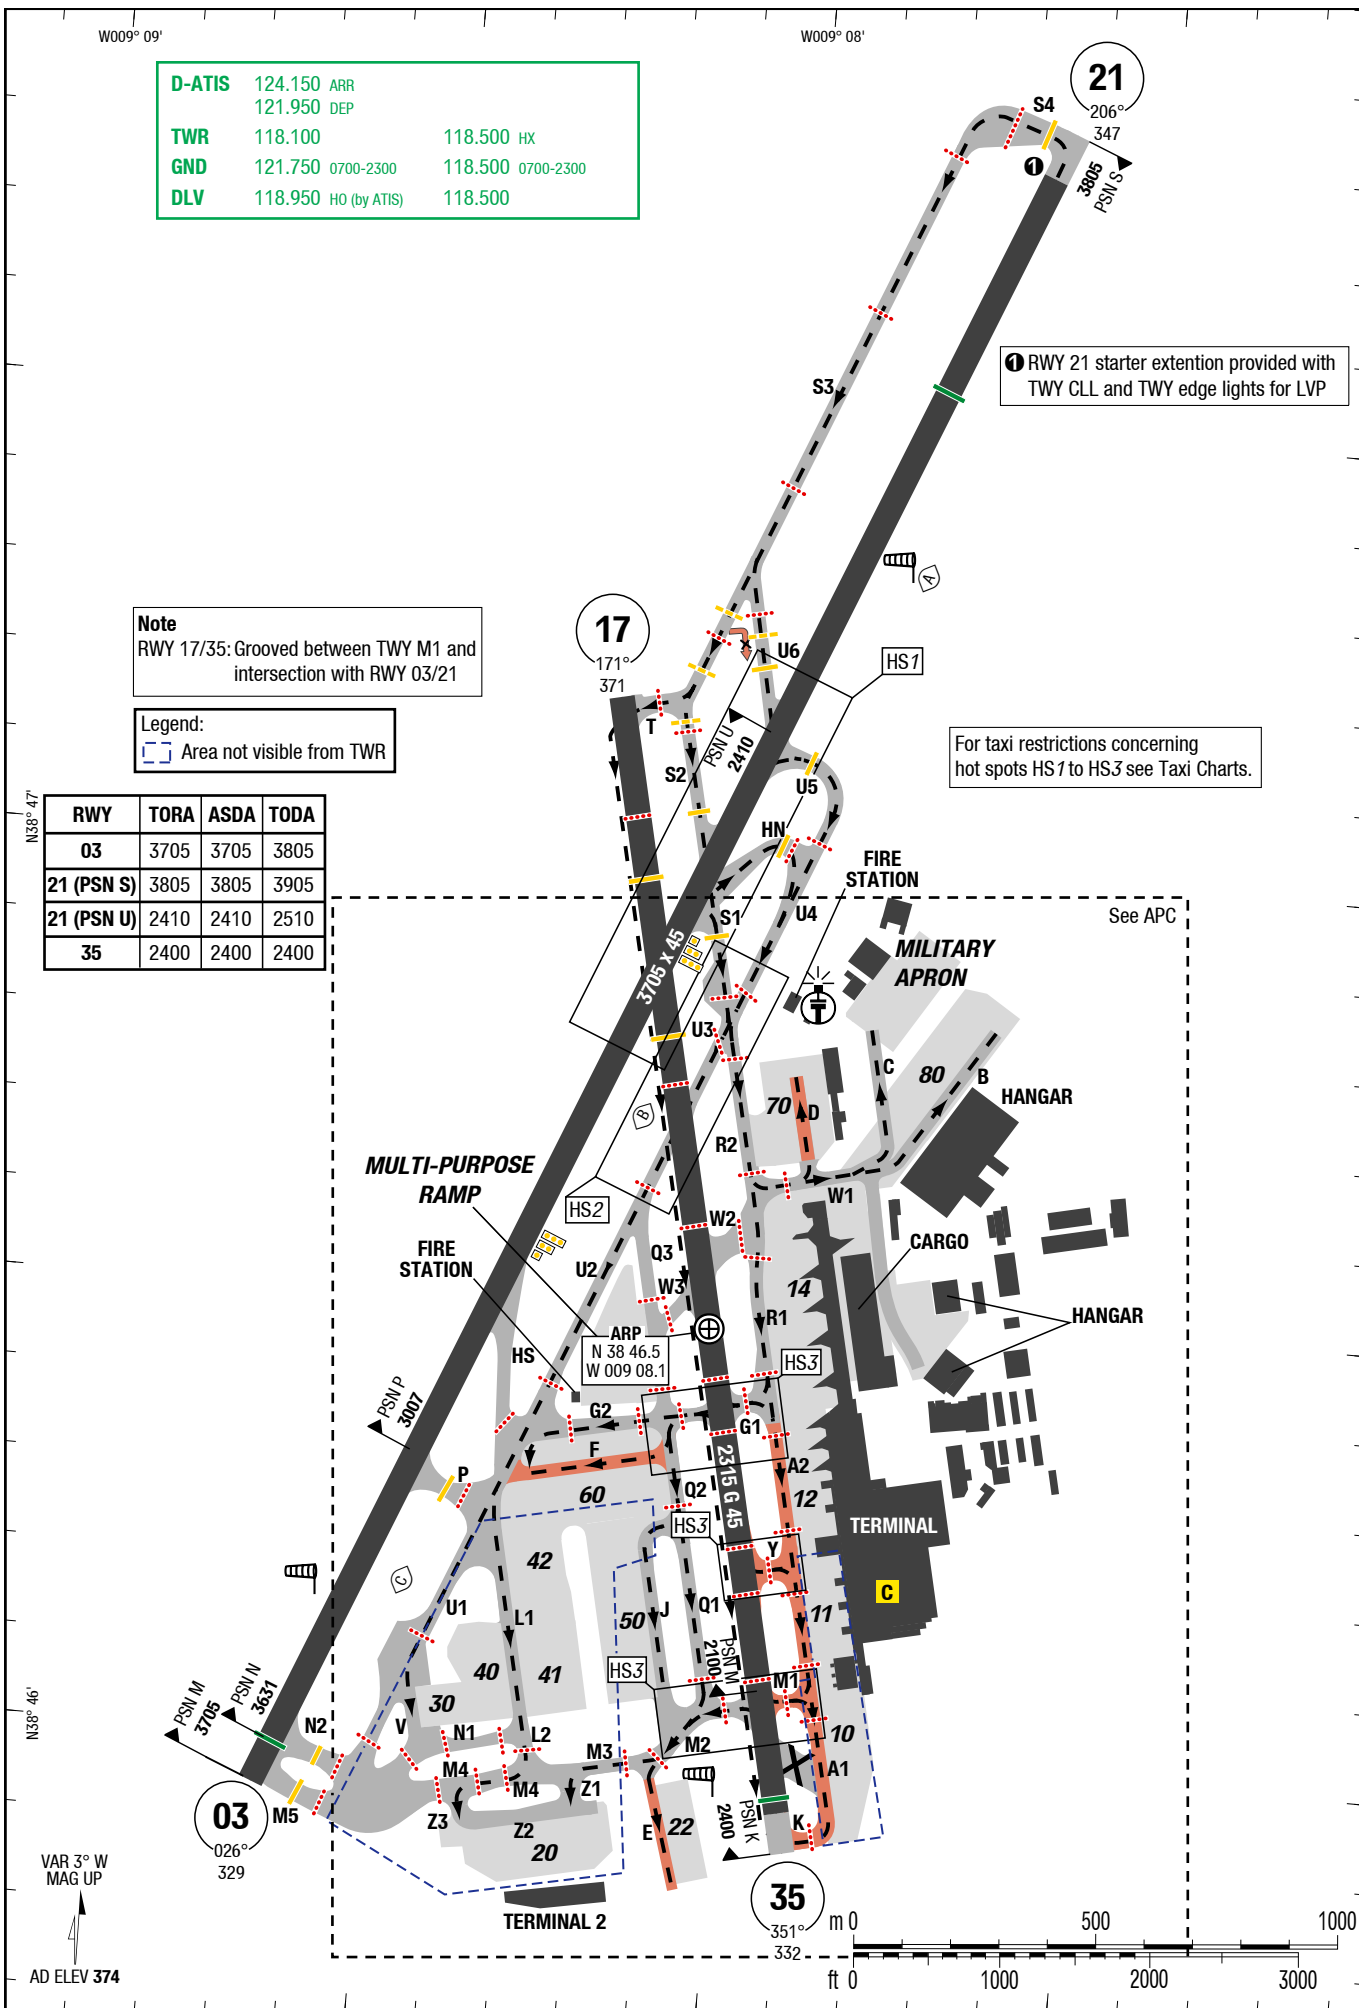 W009° 09'
W009° 08'
D-ATIS 124.150 ARR
121.950 DEP
TWR 118.100 118.500 HX
GND 121.750 0700-2300 118.500 0700-2300
DLV 118.950 HO (by ATIS) 118.500
21
206°
347
S4
❶
3805
PSN S
❶ RWY 21 starter extention provided with
TWY CLL and TWY edge lights for LVP
S3
A
Note
RWY 17/35: Grooved between TWY M1 and
intersection with RWY 03/21
17
171°
371
U6
HS1
Legend:
Area not visible from TWR
T
S2
PSN U
2410
U5
For taxi restrictions concerning
hot spots HS1 to HS3 see Taxi Charts.
N38° 47'
RWY TORA ASDA TODA
03 3705 3705 3805
21 (PSN S) 3805 3805 3905
21 (PSN U) 2410 2410 2510
35 2400 2400 2400
HN
FIRE
STATION
S1
U4
See APC
MILITARY
APRON
3705 x 45
U3
C
80
B
HANGAR
70
D
B
R2
MULTI-PURPOSE
RAMP
HS2
W1
W2
FIRE
STATION
U2
Q3
W3
CARGO
14
HANGAR
R1
ARP
N 38 46.5
W 009 08.1
HS
HS3
PSN P
3007
G2
G1
F
A2
2315 G 45
P
60
Q2
12
HS3
TERMINAL
Y
42
C
C
U1
L1
J
Q1
50
11
PSN M
2100
40
41
HS3
M1
N38° 46'
PSN M
3705
PSN N
3631
30
N2
V
N1
L2
M3
M2
10
M4
M4
Z1
A1
M5
Z3
Z2
E
22
PSN K
2400
K
03
026°
329
20
35
351°
332
TERMINAL 2
VAR 3° W
MAG UP
AD ELEV 374
m 0 500 1000
ft 0 1000 2000 3000